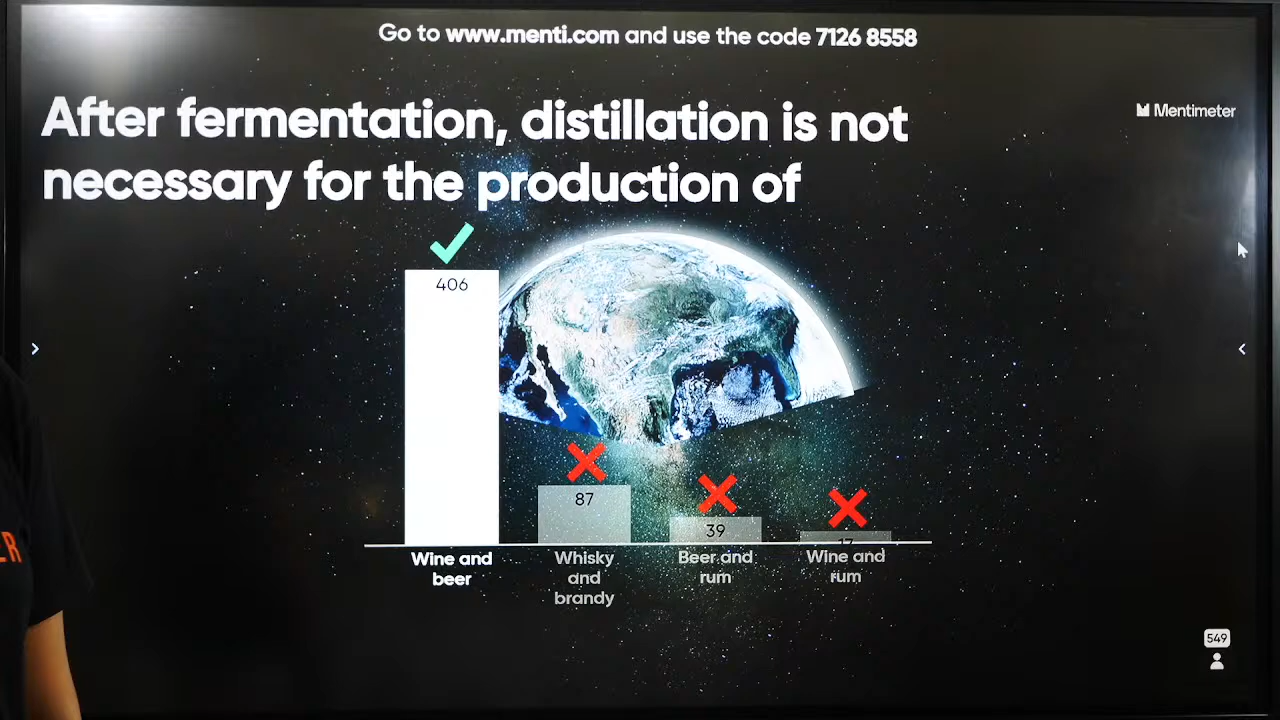 Go to www.menti.com and use the code 7126 8558
After fermentation, distillation is not
necessary for the production of
Mentimeter
406
87
39
17
Wine and
beer
Whisky
and
brandy
Beer and
rum
Wine and
rum
549
ER